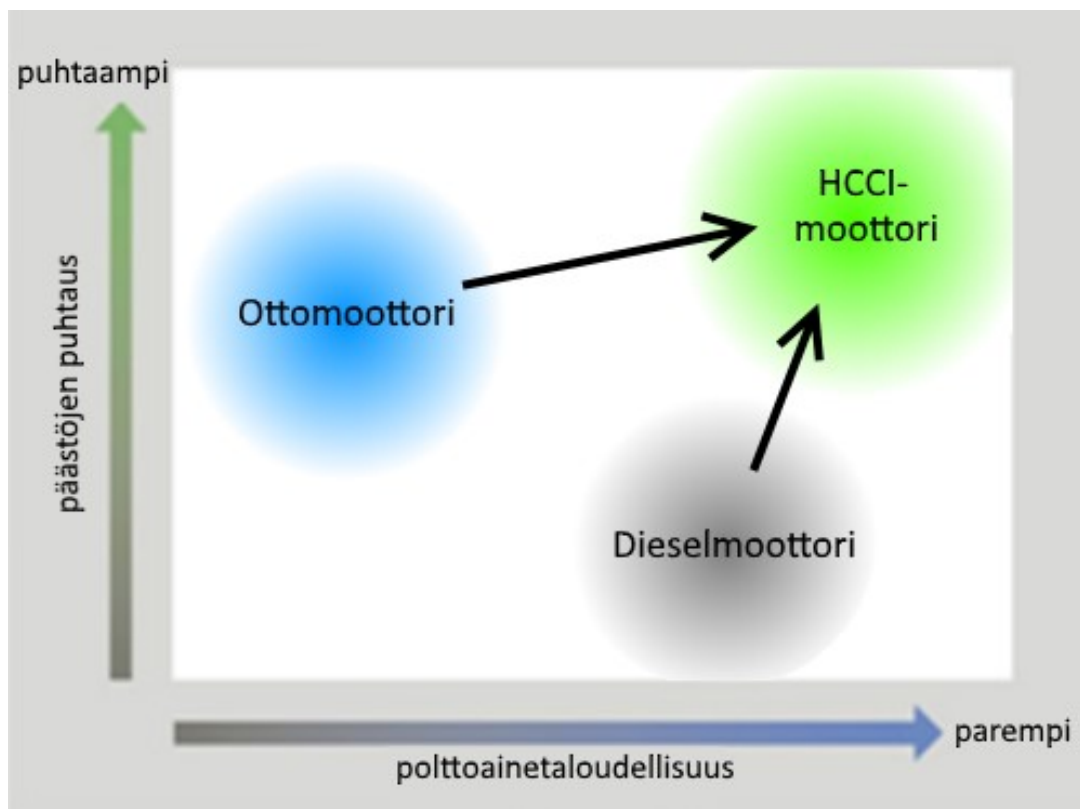 puhtaampi
päästöjen puhtaus
Ottomoottori
HCCI-
moottori
Dieselmoottori
parempi
polttoainetaloudellisuus